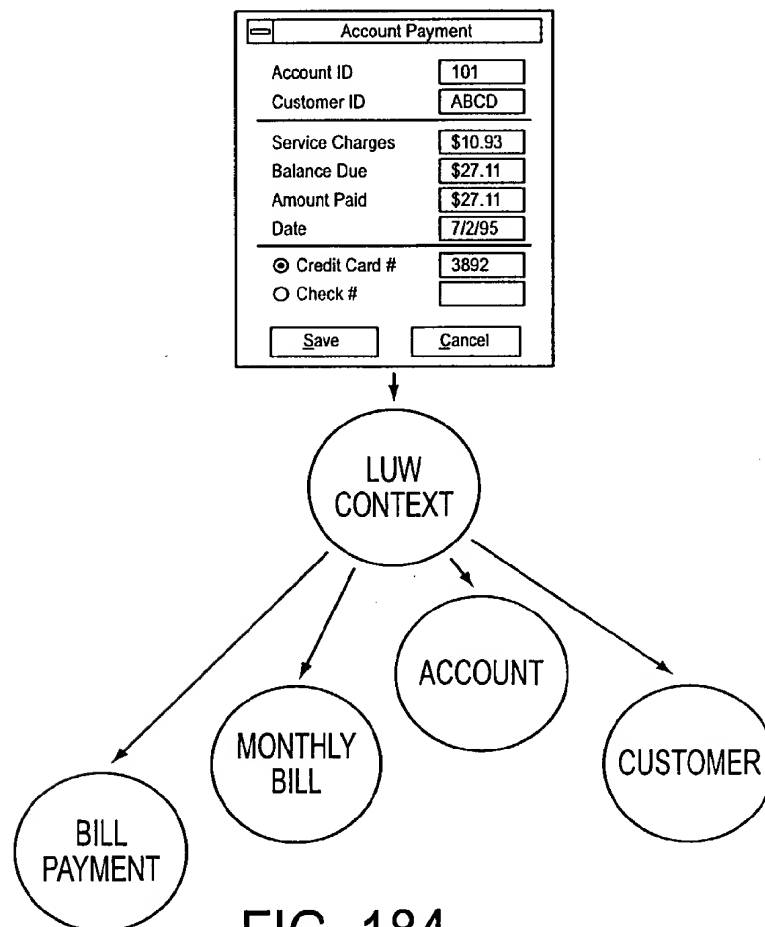 Account Payment
Account ID 101
Customer ID ABCD
Service Charges $10.93
Balance Due $27.11
Amount Paid $27.11
Date 7/2/95
Credit Card # 3892
Check #
Save Cancel
LUW
CONTEXT
ACCOUNT
MONTHLY
BILL
CUSTOMER
BILL
PAYMENT
FIG. 184